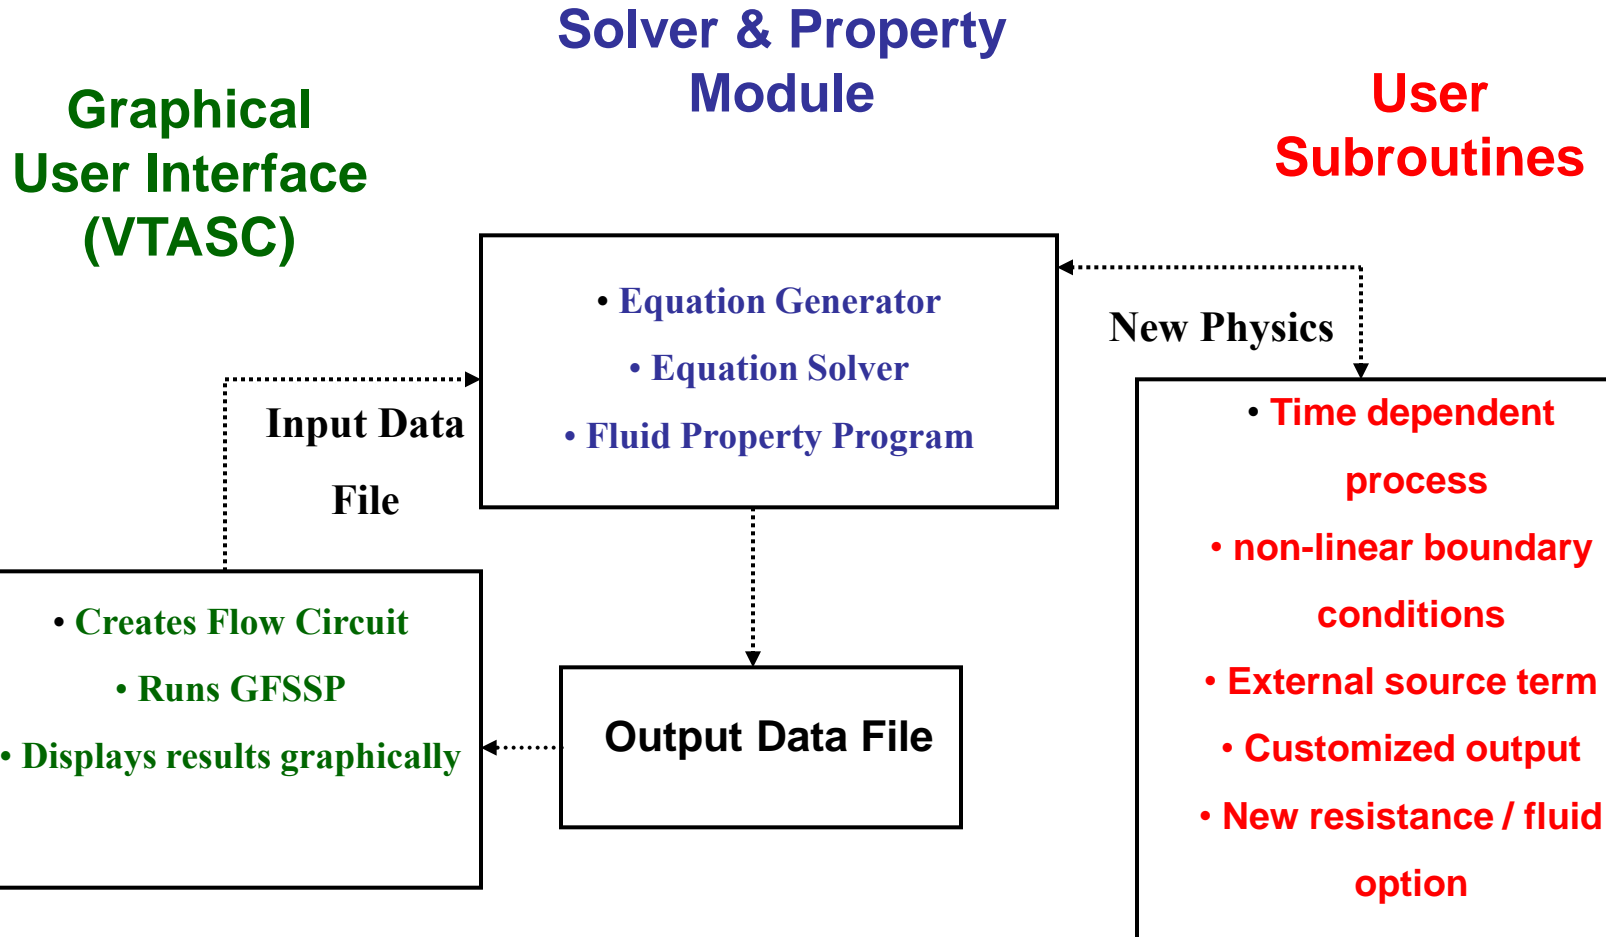 Solver & Property
Module
Graphical
User Interface
(VTASC)
User
Subroutines
• Equation Generator
• Equation Solver
• Fluid Property Program
New Physics
Input Data
File
• Time dependent
process
• non-linear boundary
conditions
• External source term
• Customized output
• New resistance / fluid
option
• Creates Flow Circuit
• Runs GFSSP
• Displays results graphically
Output Data File